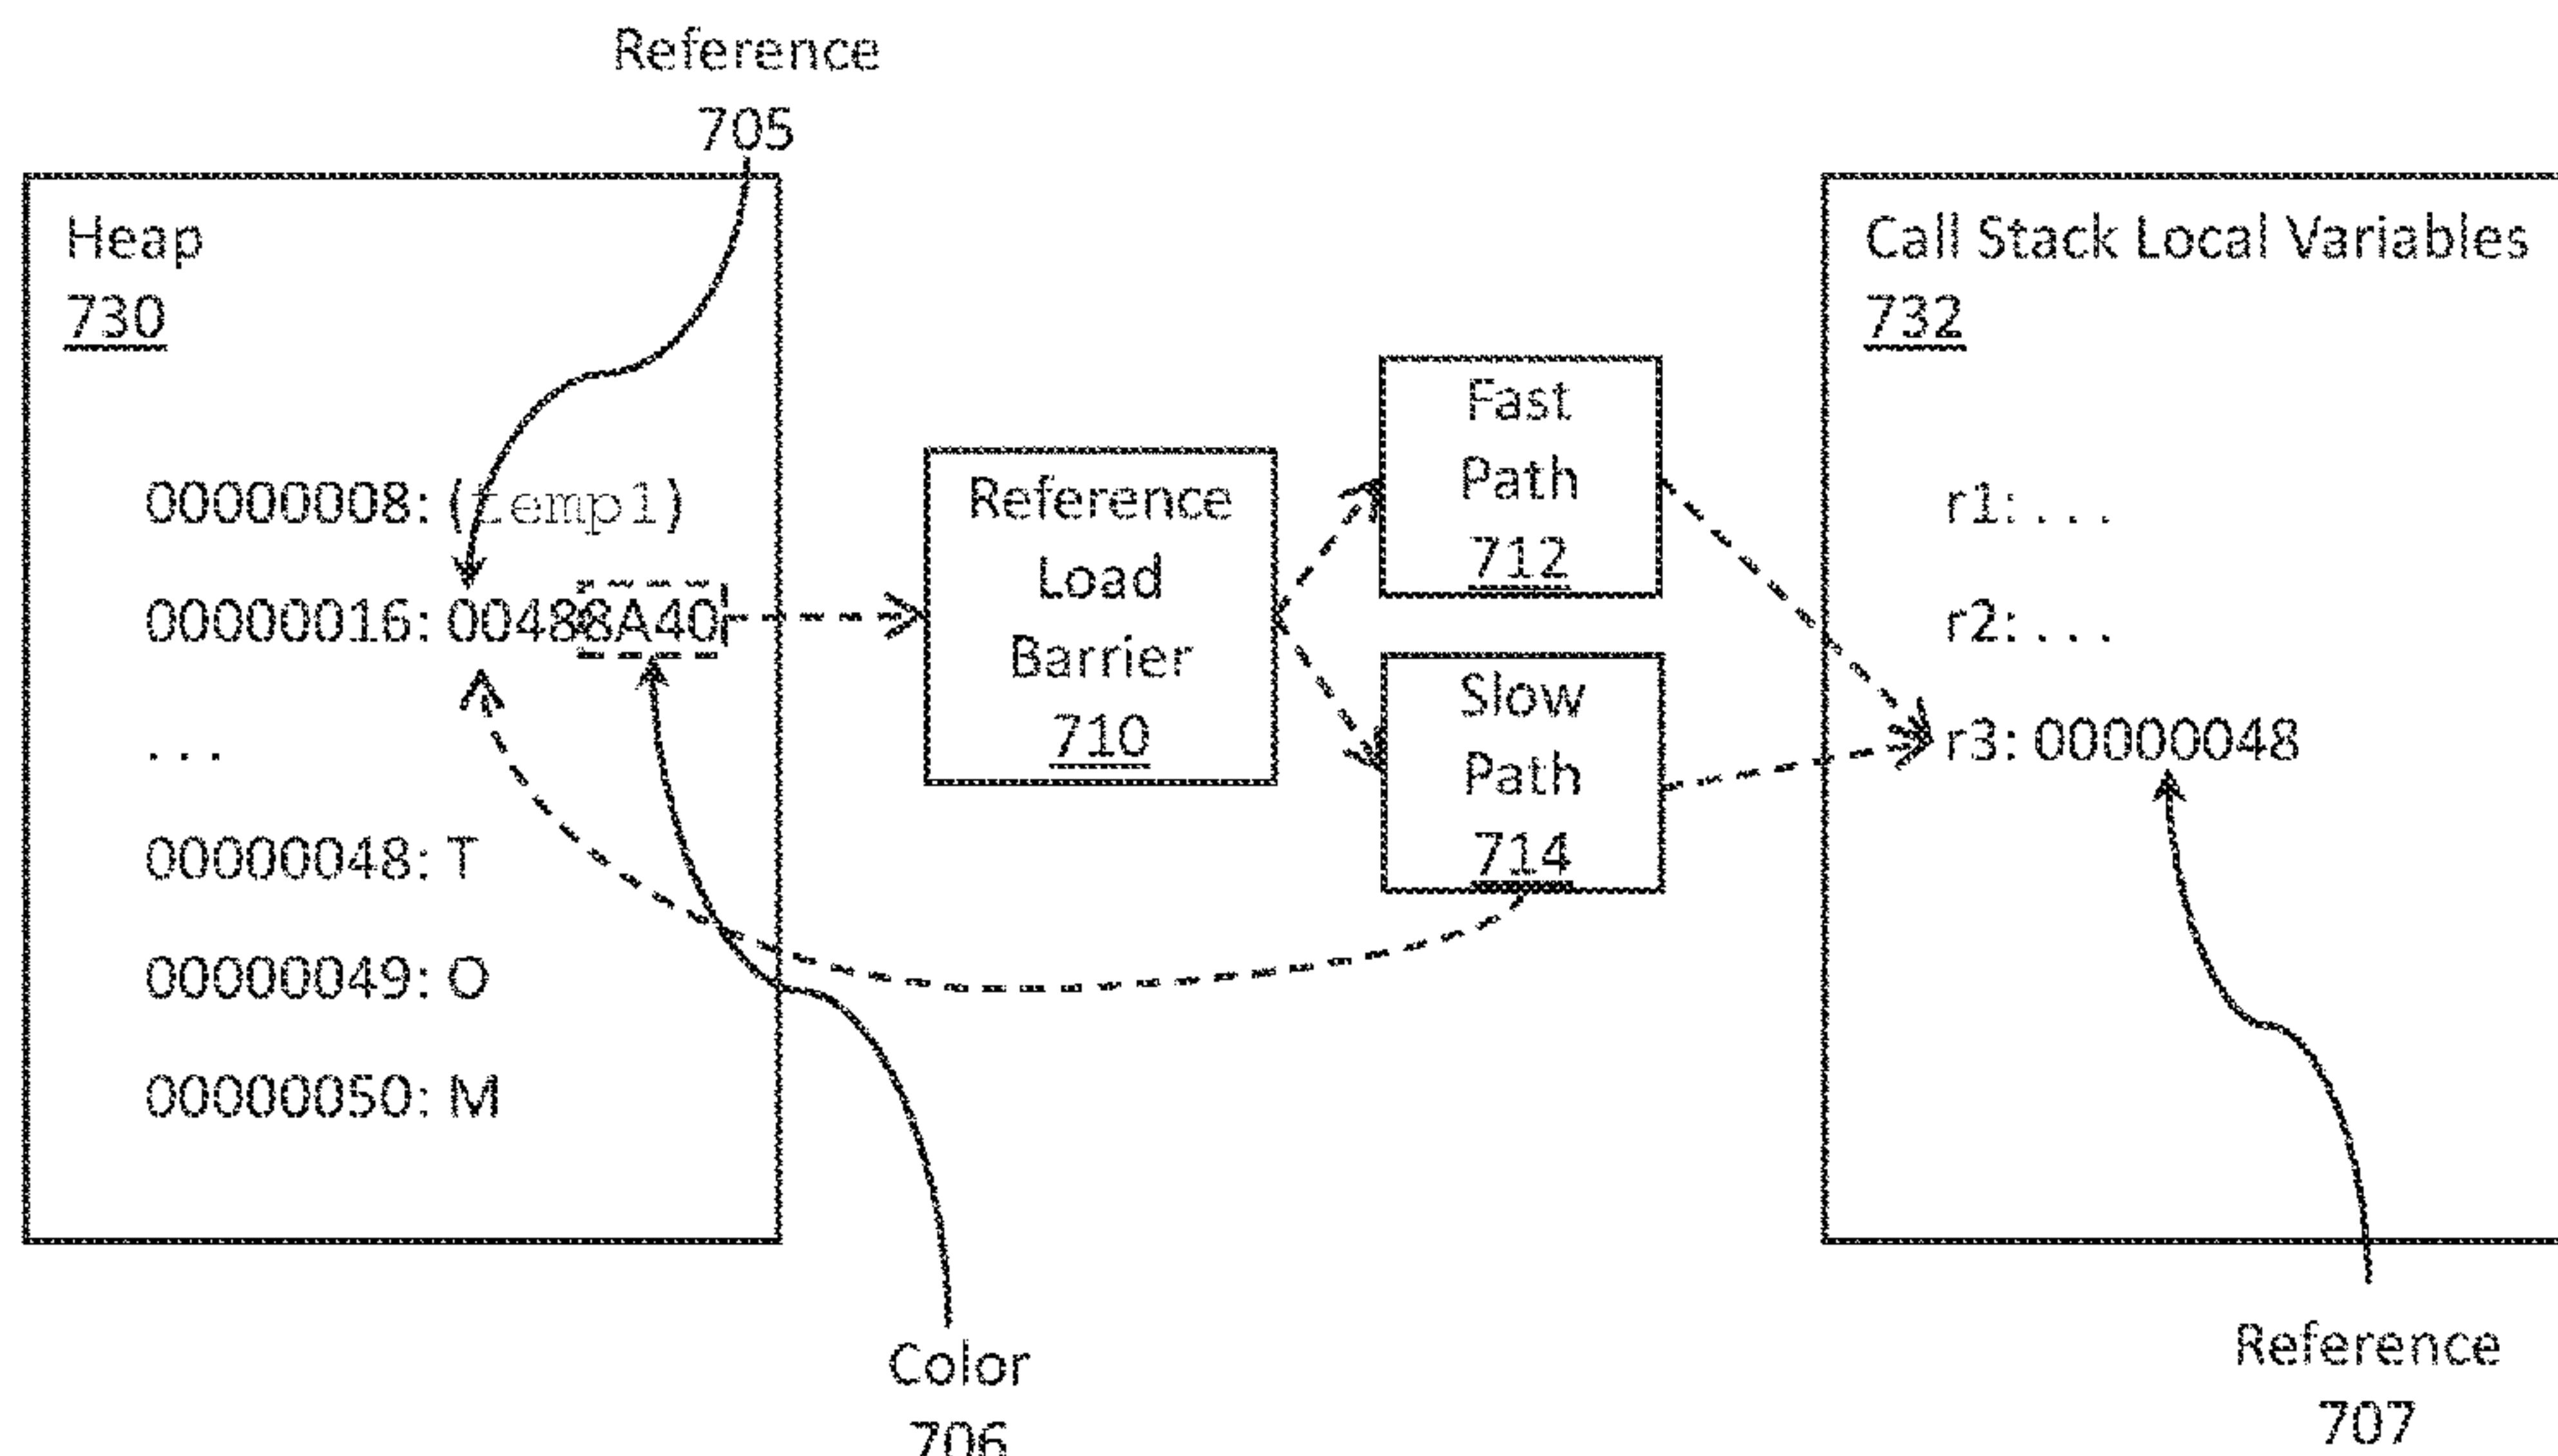 Reference
705
Heap
730
00000008: (temp1)
00000016: 00488A40
. . .
00000048: T
00000049: O
00000050: M
Reference
Load
Barrier
710
Fast
Path
712
Slow
Path
714
Call Stack Local Variables
732
r1: . . .
r2: . . .
r3: 00000048
Color
706
Reference
707